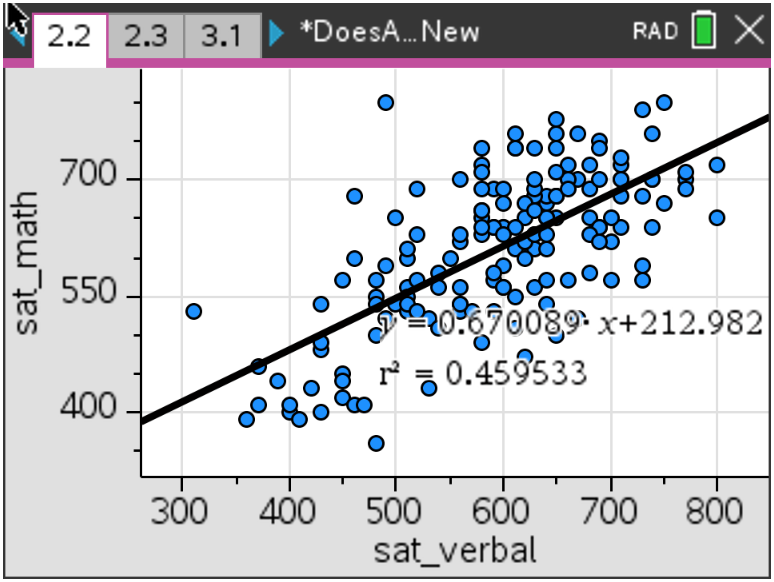 2.2 2.3 3.1 *DoesA...New RAD
700
550
400
sat_math
y = 0.670089·x+212.982
r² = 0.459533
300 400 500 600 700 800
sat_verbal